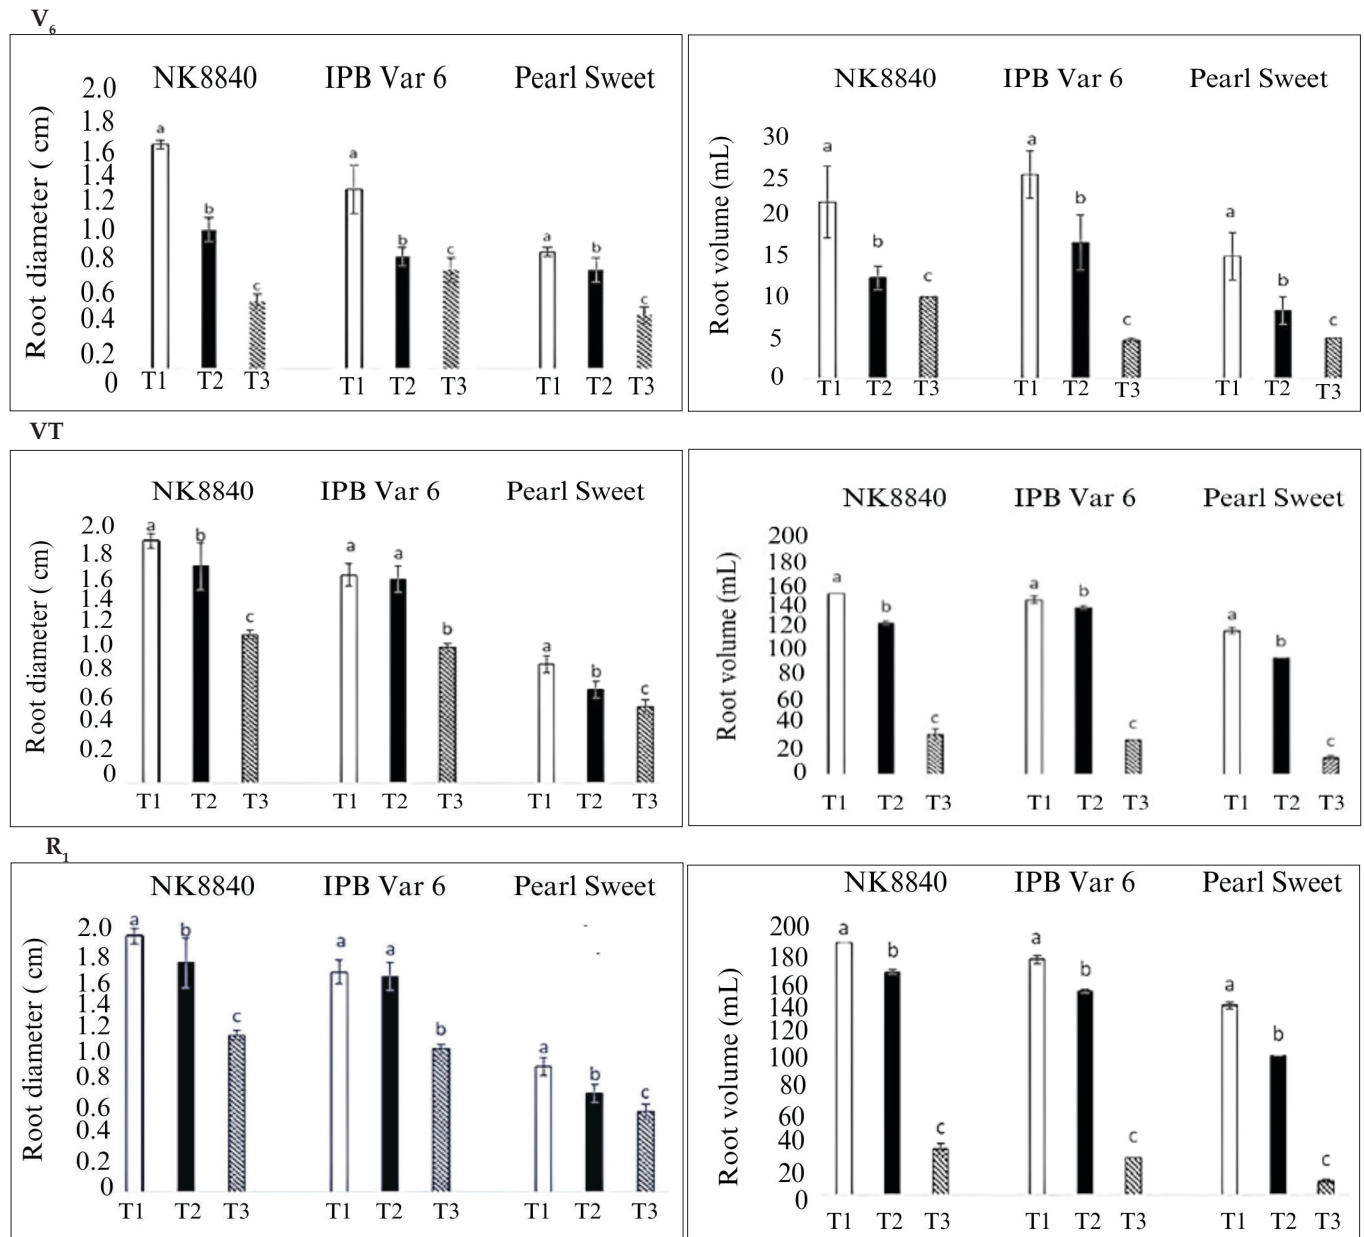 V6
NK8840 IPB Var 6 Pearl Sweet
Root diameter ( cm)
2.0
1.8
1.6
1.4
1.2
1.0
0.8
0.6
0.4
0.2
0
a b c a b c a b c
T1 T2 T3 T1 T2 T3 T1 T2 T3
NK8840 IPB Var 6 Pearl Sweet
Root volume (mL)
30
25
20
15
10
5
0
a b c a b c a b c
T1 T2 T3 T1 T2 T3 T1 T2 T3
VT
NK8840 IPB Var 6 Pearl Sweet
Root diameter ( cm)
2.0
1.8
1.6
1.4
1.2
1.0
0.8
0.6
0.4
0.2
0
a b c a a b a b c
T1 T2 T3 T1 T2 T3 T1 T2 T3
NK8840 IPB Var 6 Pearl Sweet
Root volume (mL)
200
180
160
140
120
100
80
60
40
20
0
a b c a b c a b c
T1 T2 T3 T1 T2 T3 T1 T2 T3
R1
NK8840 IPB Var 6 Pearl Sweet
Root diameter ( cm)
2.0
1.8
1.6
1.4
1.2
1.0
0.8
0.6
0.4
0.2
0
a b c a a b a b c
T1 T2 T3 T1 T2 T3 T1 T2 T3
NK8840 IPB Var 6 Pearl Sweet
Root volume (mL)
200
180
160
140
120
100
80
60
40
20
0
a b c a b c a b c
T1 T2 T3 T1 T2 T3 T1 T2 T3